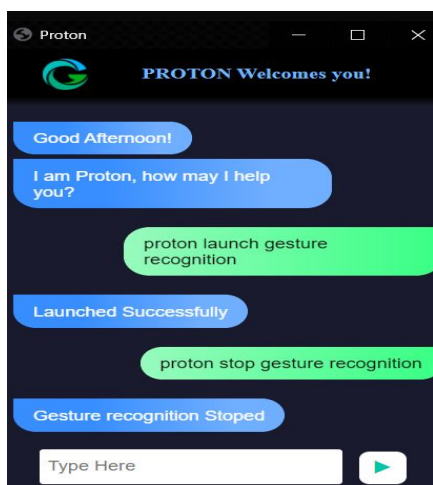 Proton
PROTON Welcomes you!
Good Afternoon!
I am Proton, how may I help
you?
proton launch gesture
recognition
Launched Successfully
proton stop gesture recognition
Gesture recognition Stoped
Type Here